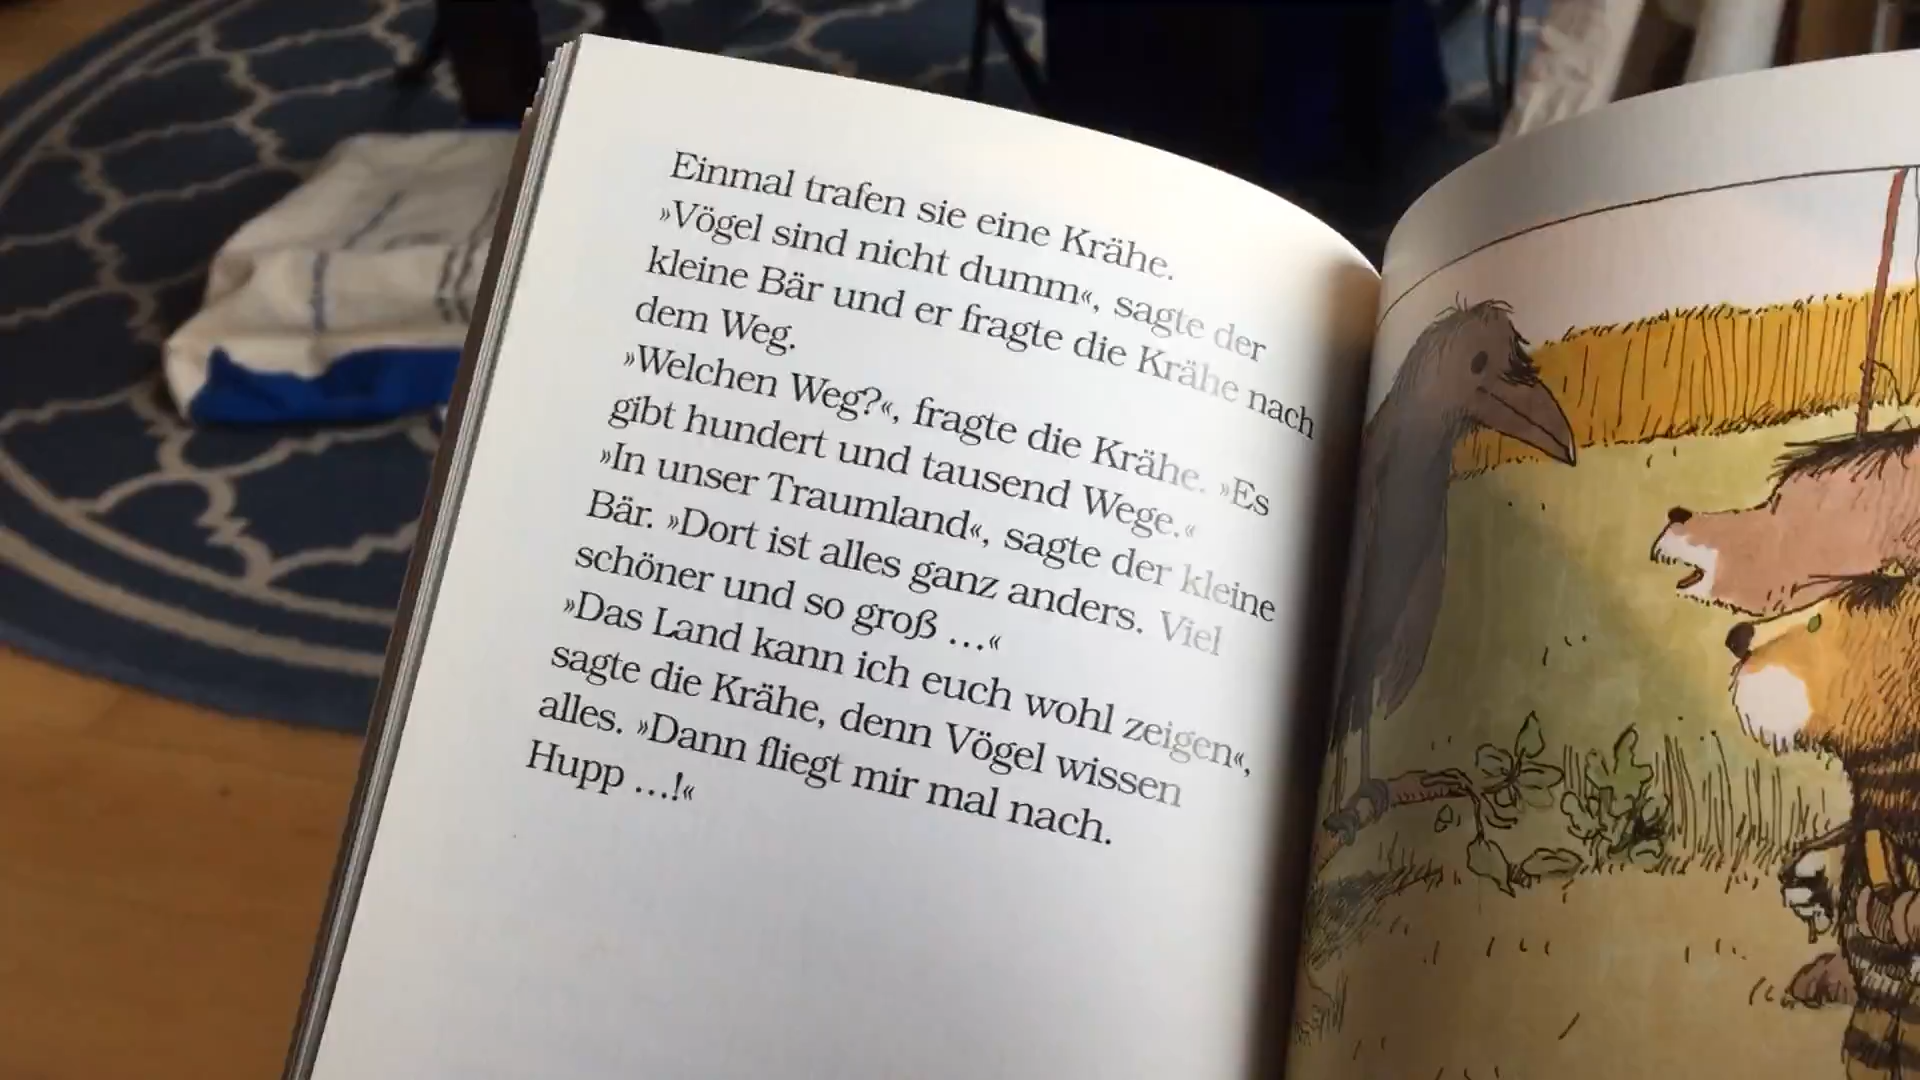 Einmal trafen sie eine Krähe.
»Vögel sind nicht dumm«, sagte der
kleine Bär und er fragte die Krähe nach
dem Weg.
»Welchen Weg?«, fragte die Krähe. »Es
gibt hundert und tausend Wege.«
»In unser Traumland«, sagte der kleine
Bär. »Dort ist alles ganz anders. Viel
schöner und so groß …«
»Das Land kann ich euch wohl zeigen«,
sagte die Krähe, denn Vögel wissen
alles. »Dann fliegt mir mal nach.
Hupp …!«